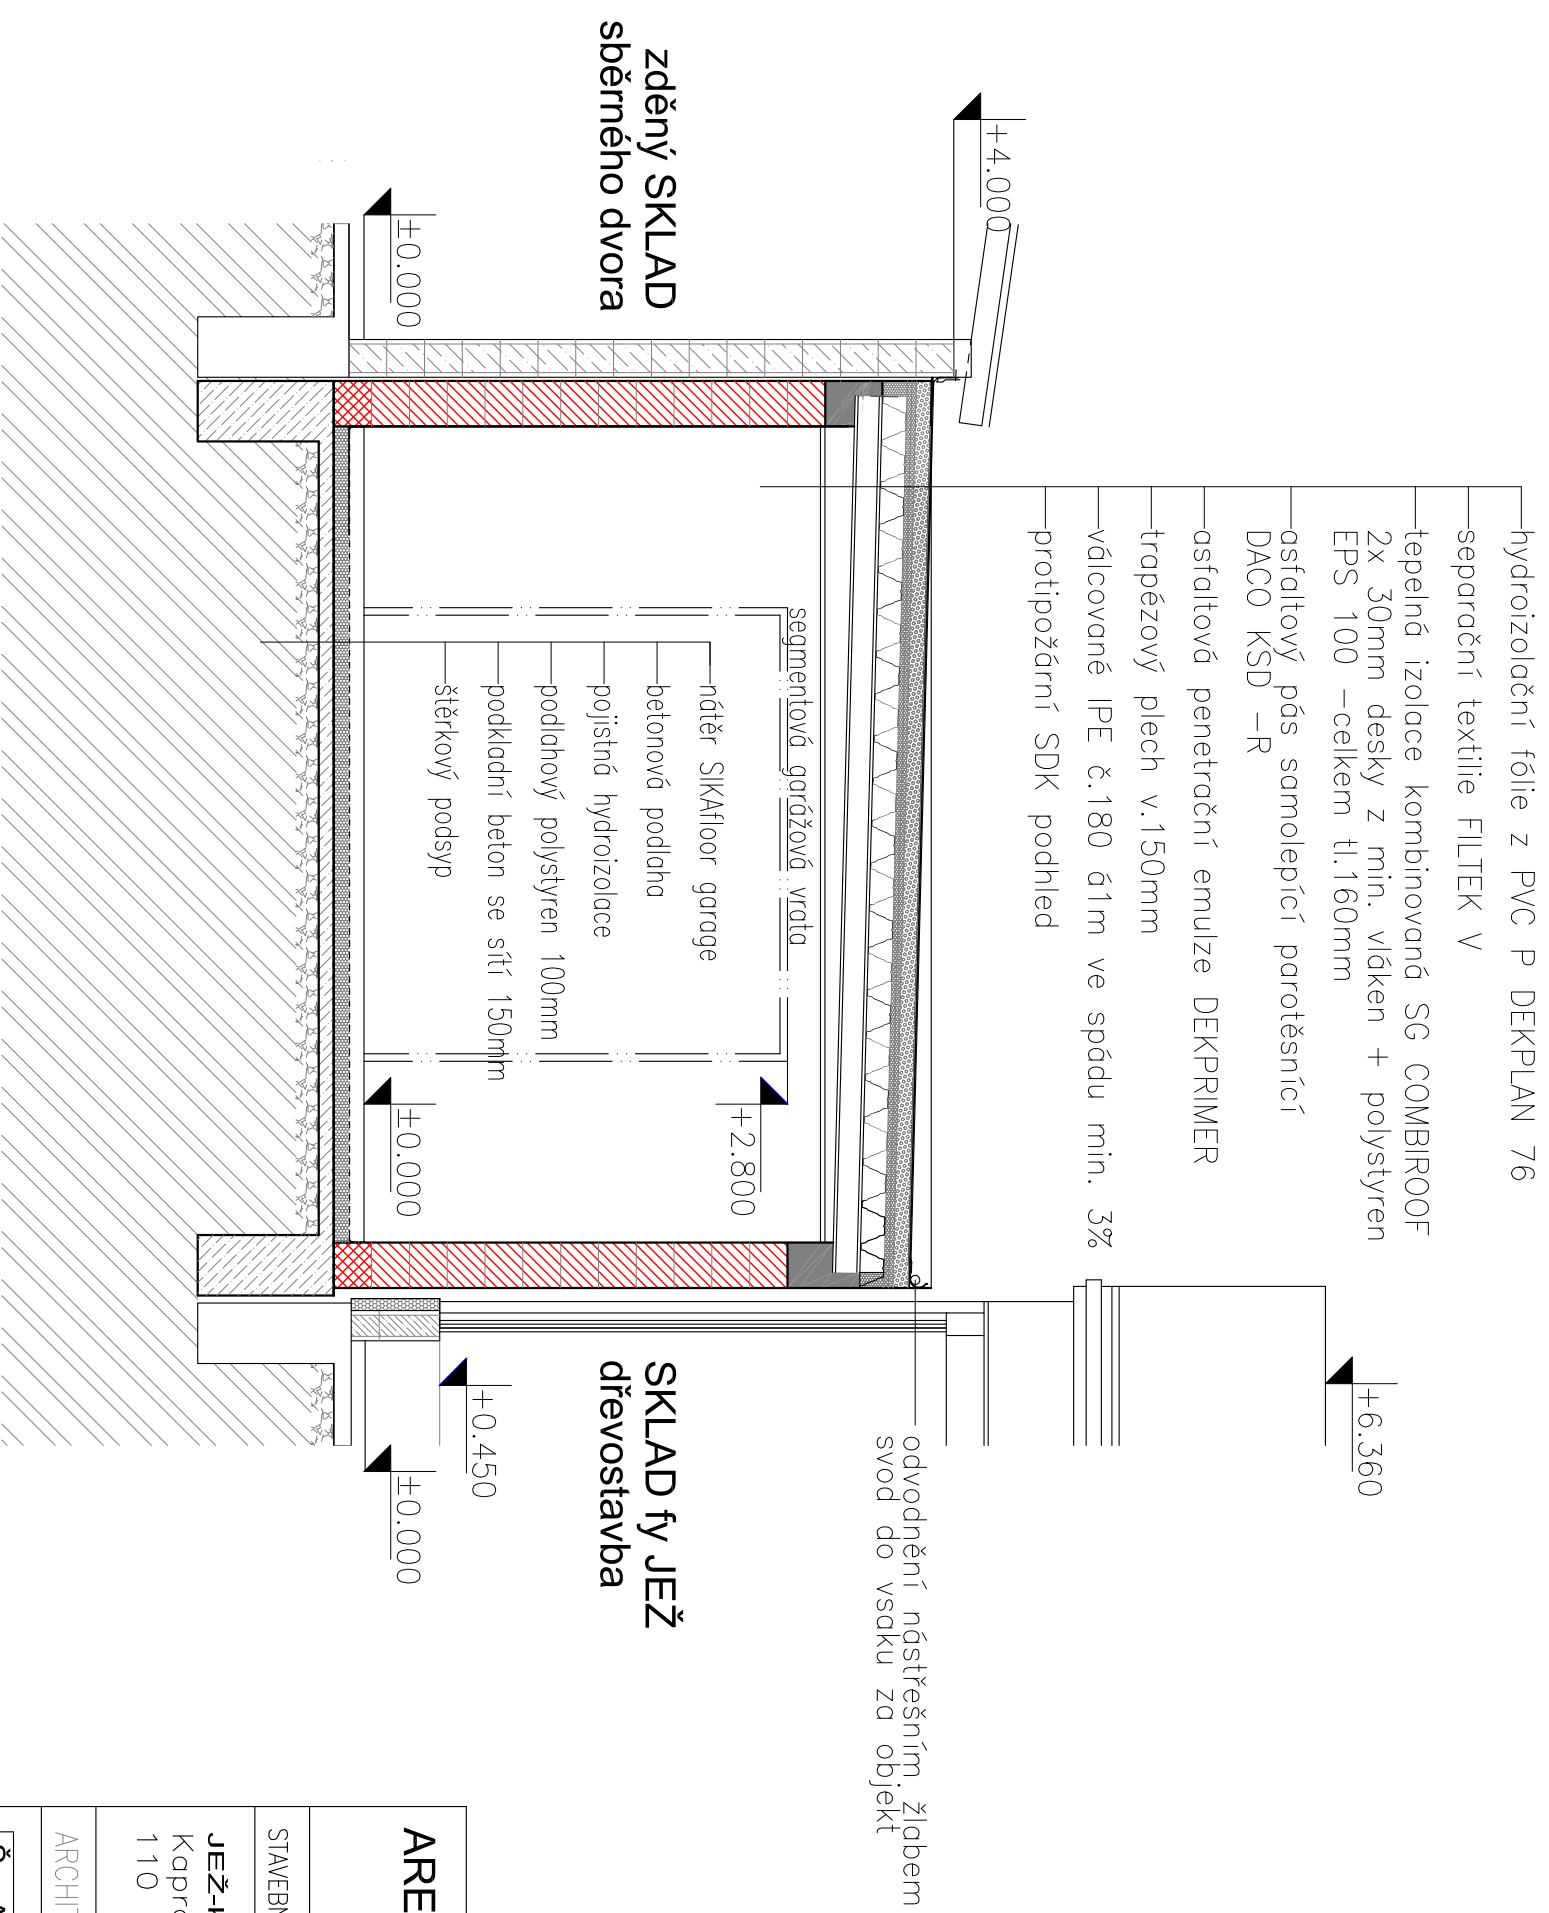 hydroizolační fólie z PVC P DEKPLAN 76
separační textilie FILTEK V
tepelná izolace kombinovaná SG COMBIROOF
2x 30mm desky z min. vláken + polystyren
EPS 100 -celkem tl.160mm
asfaltový pás samolepící parotěsnící
DACO KSD -R
asfaltová penetrační emulze DEKPRIMER
trapézový plech v.150mm
válcované IPE č.180 á1m ve spádu min. 3%
protipožární SDK podhled
+4.000
+6.360
zděný SKLAD
sběrného dvora
±0.000
segmentová garážová vrata
nátěr SIKAfloor garage
betonová podlaha
pojistná hydroizolace
podlahový polystyren 100mm
podkladní beton se sítí 150mm
štěrkový podsyp
+2.800
±0.000
odvodnění nástřešním žlabem
svod do vsaku za objekt
SKLAD fy JEŽ
dřevostavba
+0.450
±0.000
ARE
STAVEBN
JEŽ-
Kapro
110
ARCHI